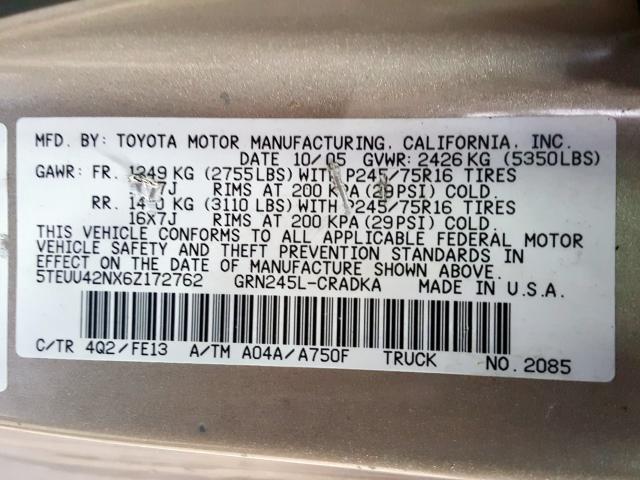 MFD. BY: TOYOTA MOTOR MANUFACTURING, CALIFORNIA, INC.
DATE 10/05 GVWR: 2426 KG (5350LBS)
GAWR: FR. 1249 KG (2755LBS) WITH P245/75R16 TIRES
RIMS AT 200 KPA (29PSI) COLD.
RR. KG (3110 LBS) WITH P245/75R16 TIRES
16X7J RIMS AT 200 KPA (29PSI) COLD.
THIS VEHICLE CONFORMS TO ALL APPLICABLE FEDERAL MOTOR
VEHICLE SAFETY AND THEFT PREVENTION STANDARDS IN
EFFECT ON THE DATE OF MANUFACTURE SHOWN ABOVE.
5TEUU42NX6Z172762 GRN245L-CRADKA MADE IN U.S.A.
C/TR 4Q2/FE13 A/TM A04A/A750F TRUCK NO. 2085